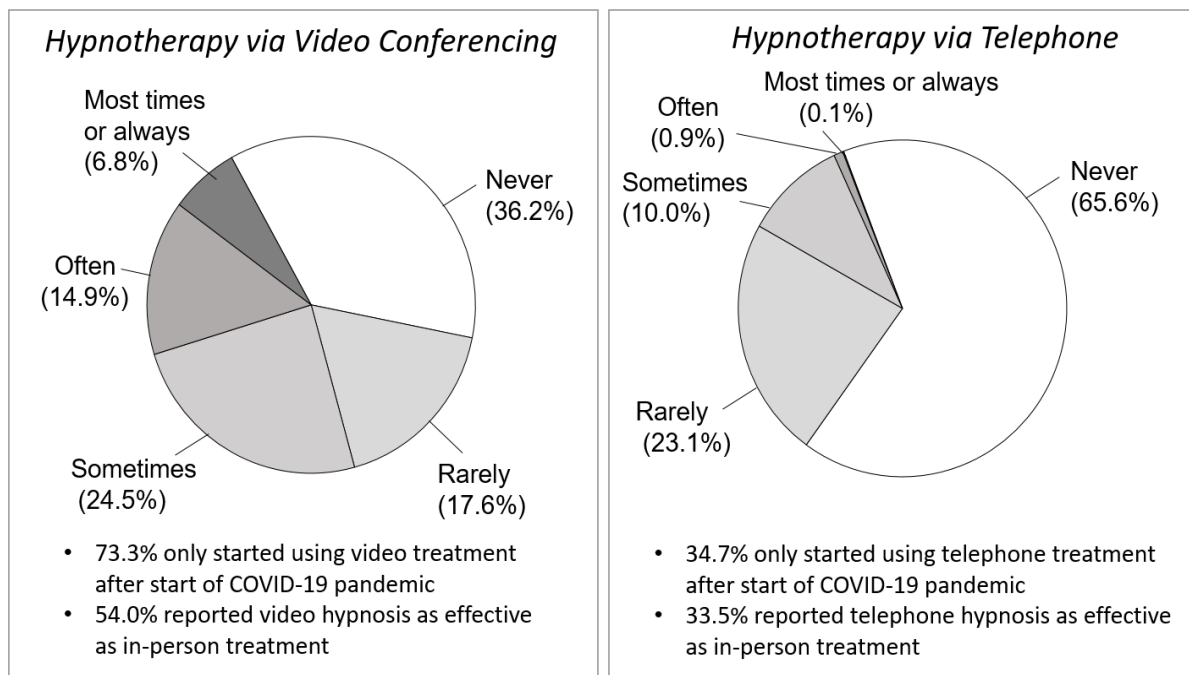 Hypnotherapy via Video Conferencing
Most times
or always
(6.8%)
Never
(36.2%)
Often
(14.9%)
Sometimes
(24.5%)
Rarely
(17.6%)
• 73.3% only started using video treatment
after start of COVID-19 pandemic
• 54.0% reported video hypnosis as effective
as in-person treatment
Hypnotherapy via Telephone
Most times or always
(0.1%)
Often
(0.9%)
Never
(65.6%)
Sometimes
(10.0%)
Rarely
(23.1%)
• 34.7% only started using telephone treatment
after start of COVID-19 pandemic
• 33.5% reported telephone hypnosis as effective
as in-person treatment